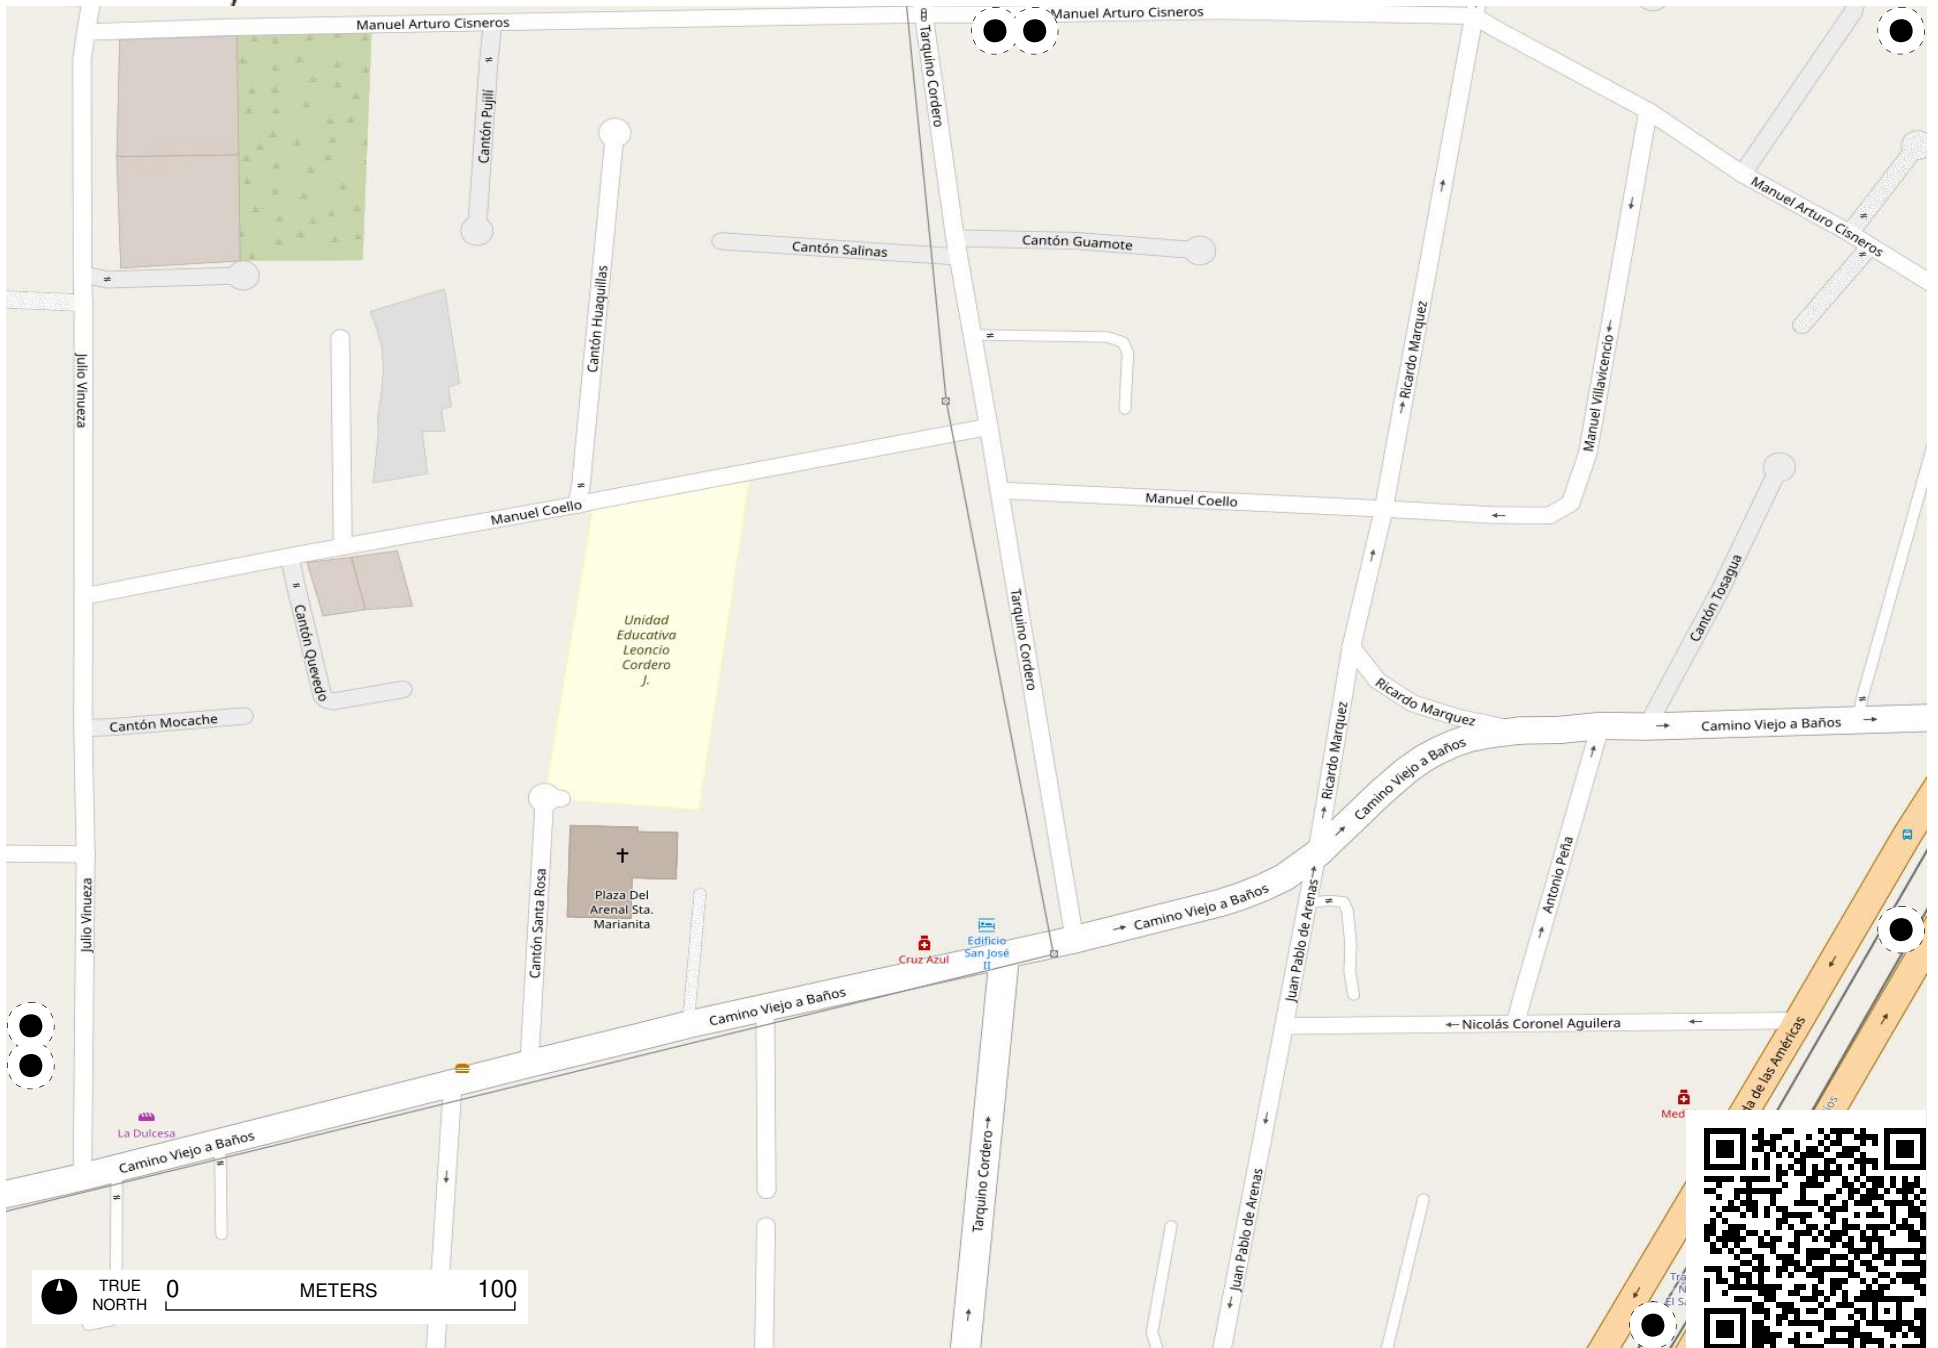 Manuel Arturo Cisneros
Manuel Arturo Cisneros
Tarquino Cordero
Cantón Pujilí
Manuel Arturo Cisneros
Cantón Salinas
Cantón Guamote
Cantón Huaquillas
Julio Vinueza
Ricardo Marquez
Manuel Villavicencio
Manuel Coello
Manuel Coello
Cantón Quevedo
Unidad
Educativa
Leoncio
Cordero
J.
Tarquino Cordero
Cantón Tosagua
Cantón Mocache
Ricardo Marquez
Ricardo Marquez
Camino Viejo a Baños
Camino Viejo a Baños
Julio Vinueza
Cantón Santa Rosa
Plaza Del
Arenal Sta.
Marianita
Cruz Azul
Edificio
San José
II
Camino Viejo a Baños
Juan Pablo de Arenas
Antonio Peña
Camino Viejo a Baños
Nicolás Coronel Aguilera
da de las Américas
Med
La Dulcesa
Camino Viejo a Baños
Tarquino Cordero
Juan Pablo de Arenas
TRUE
NORTH
0 METERS 100